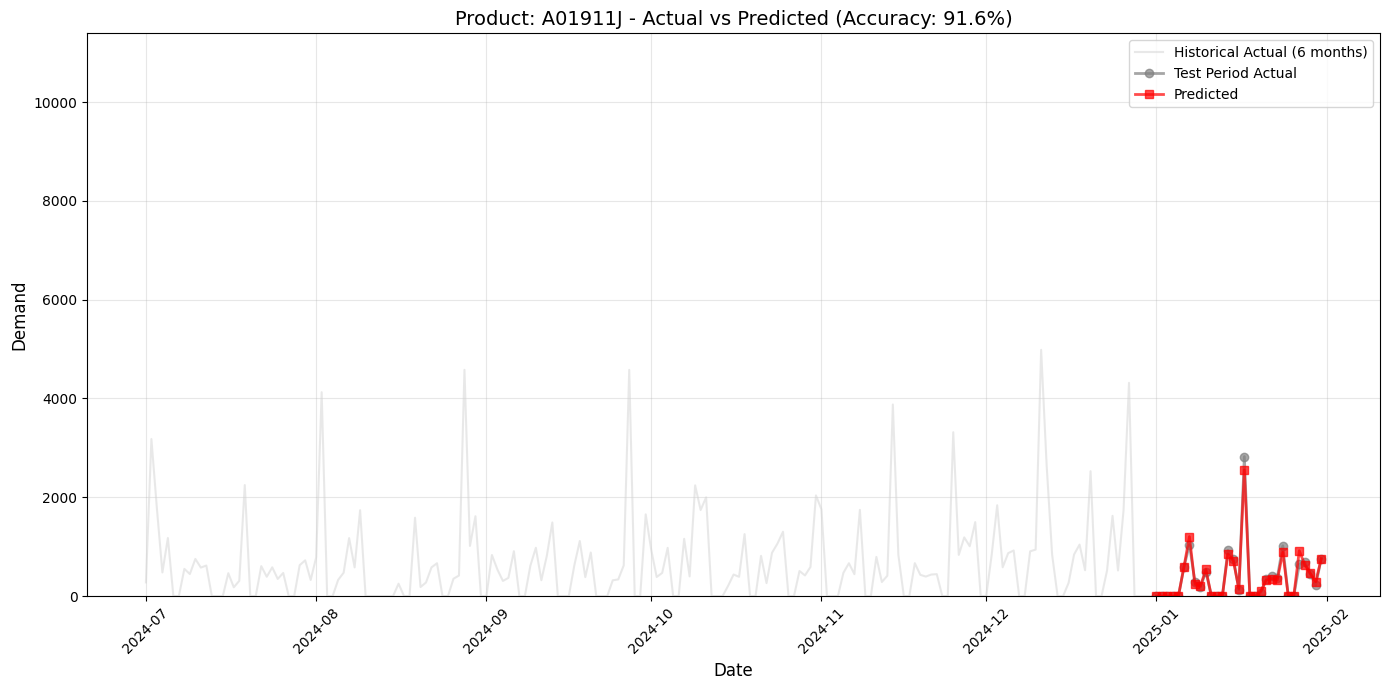 Product: A01911J - Actual vs Predicted (Accuracy: 91.6%)
Historical Actual (6 months)
Test Period Actual
Predicted
Demand
10000
8000
6000
4000
2000
0
2024-07
2024-08
2024-09
2024-10
2024-11
2024-12
2025-01
2025-02
Date